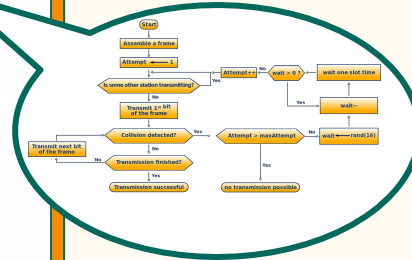 Start
Assemble a frame
Attempt ← 1
Is some other station transmitting?
Yes
No
Attempt++
No
wait > 0 ?
wait one slot time
Yes
wait--
Transmit 1st bit
of the frame
Collision detected?
Yes
Attempt > maxAttempt
No
wait ← rand(16)
Transmit next bit
of the frame
No
No
Transmission finished?
Yes
Yes
Transmission successful
no transmission possible